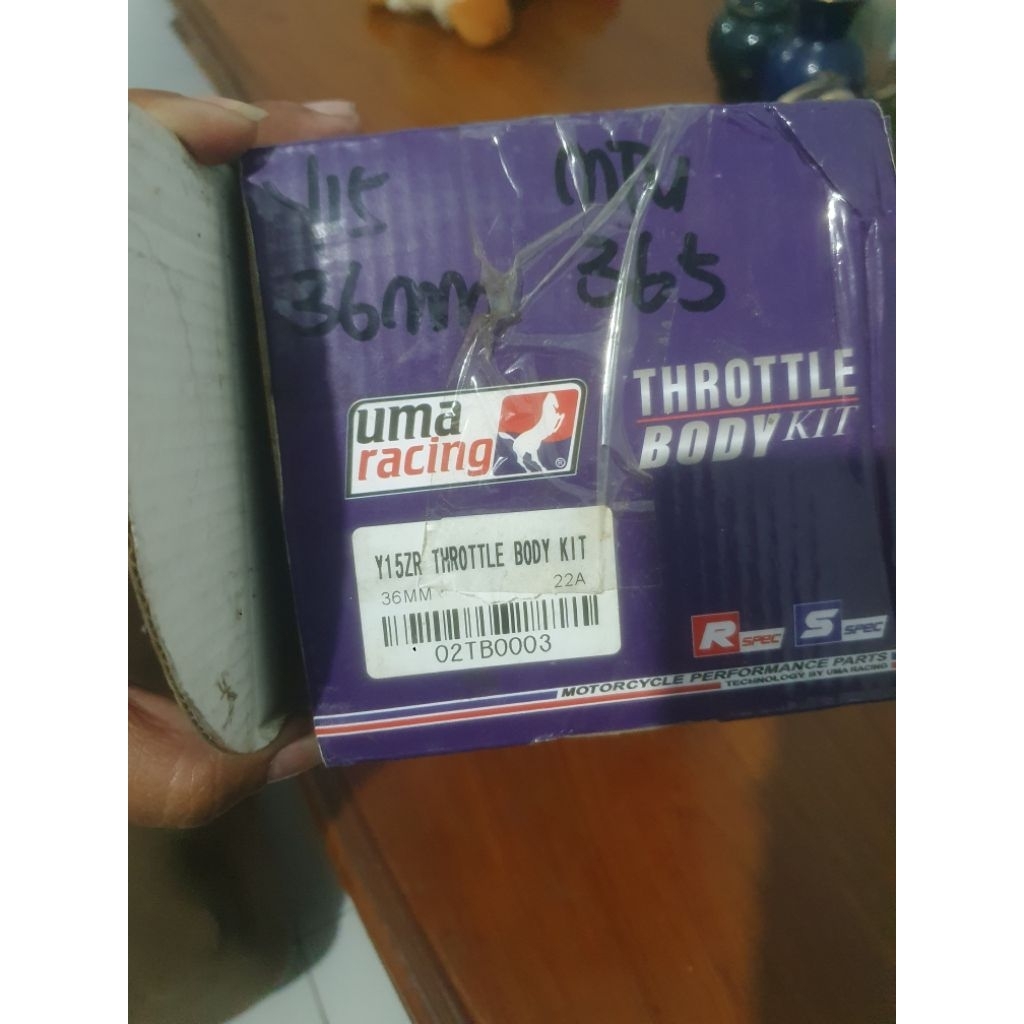 Y15
36mm
365
uma
racing
®
THROTTLE
BODY KIT
Y15ZR THROTTLE BODY KIT
36MM
22A
02TB0003
R SPEC
S SPEC
MOTORCYCLE PERFORMANCE PARTS
TECHNOLOGY BY UMA RACING